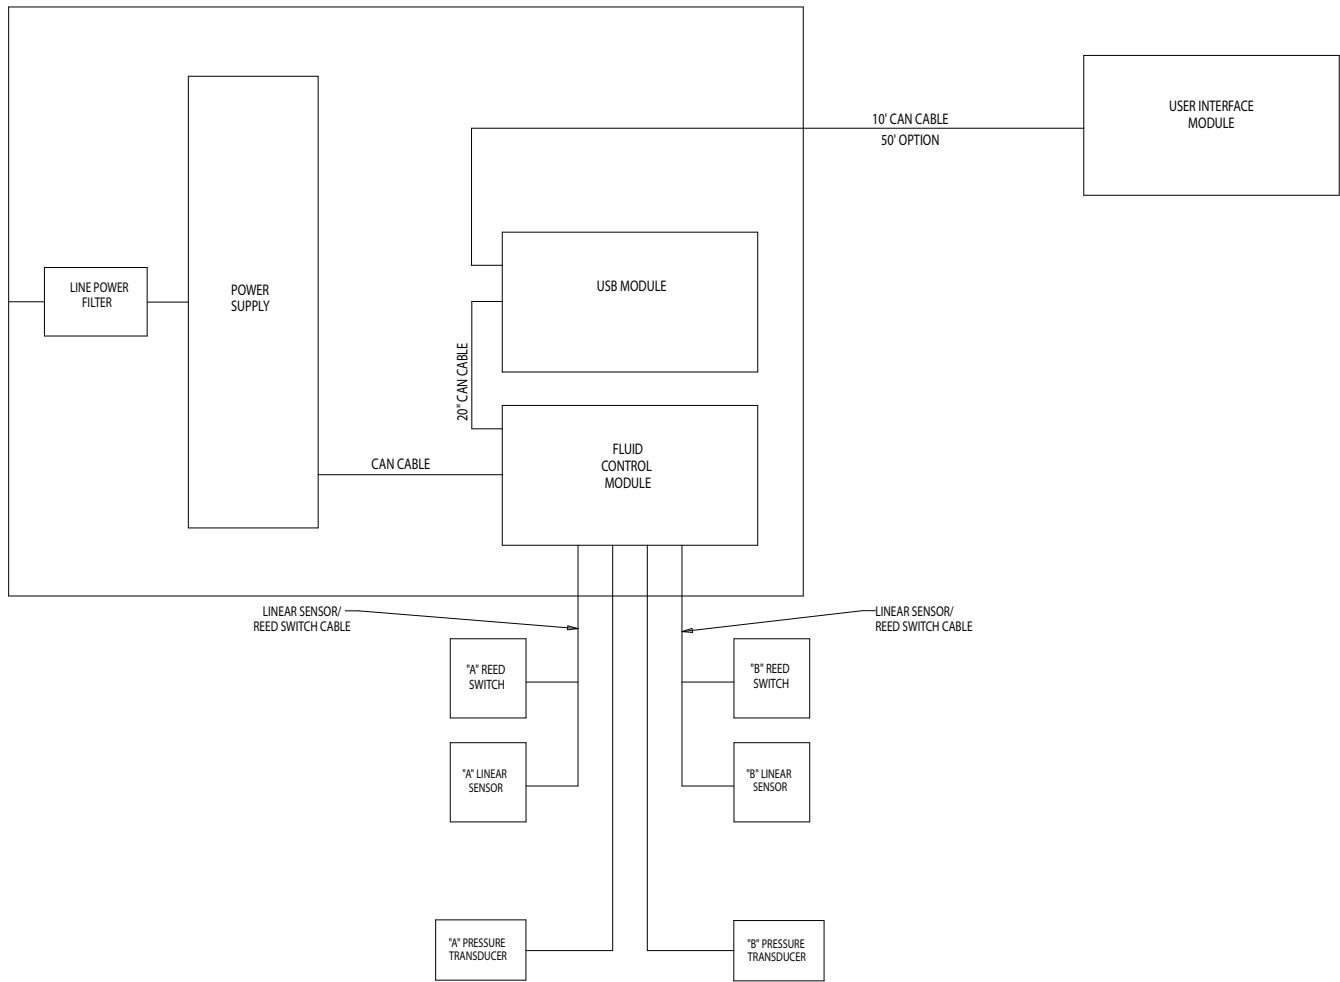 10' CAN CABLE
50' OPTION
USER INTERFACE
MODULE
LINE POWER
FILTER
POWER
SUPPLY
USB MODULE
20" CAN CABLE
CAN CABLE
FLUID
CONTROL
MODULE
LINEAR SENSOR/
REED SWITCH CABLE
LINEAR SENSOR/
REED SWITCH CABLE
"A" REED
SWITCH
"B" REED
SWITCH
"A" LINEAR
SENSOR
"B" LINEAR
SENSOR
"A" PRESSURE
TRANSDUCER
"B" PRESSURE
TRANSDUCER